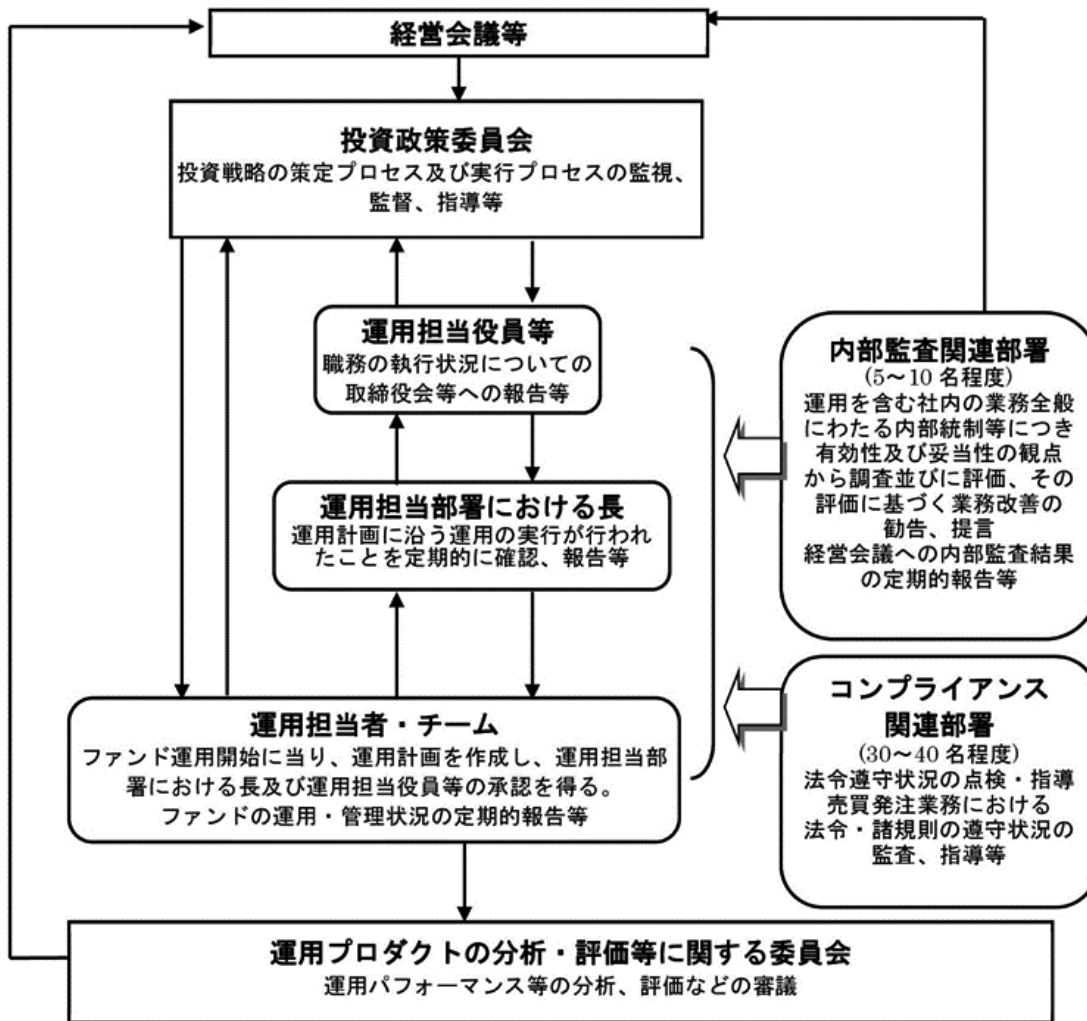 経営会議等
投資政策委員会
投資戦略の策定プロセス及び実行プロセスの監視、
監督、指導等
運用担当役員等
職務の執行状況についての
取締役会等への報告等
運用担当部署における長
運用計画に沿う運用の実行が行われ
たことを定期的に確認、報告等
運用担当者・チーム
ファンド運用開始に当り、運用計画を作成し、運用担当部
署における長及び運用担当役員等の承認を得る。
ファンドの運用・管理状況の定期的報告等
内部監査関連部署
(5～10 名程度)
運用を含む社内の業務全般
にわたる内部統制等につき
有効性及び妥当性の観点
から調査並びに評価、その
評価に基づく業務改善の
勧告、提言
経営会議への内部監査結果
の定期的報告等
コンプライアンス
関連部署
(30～40 名程度)
法令遵守状況の点検・指導
売買発注業務における
法令・諸規則の遵守状況の
監査、指導等
運用プロダクトの分析・評価等に関する委員会
運用パフォーマンス等の分析、評価などの審議